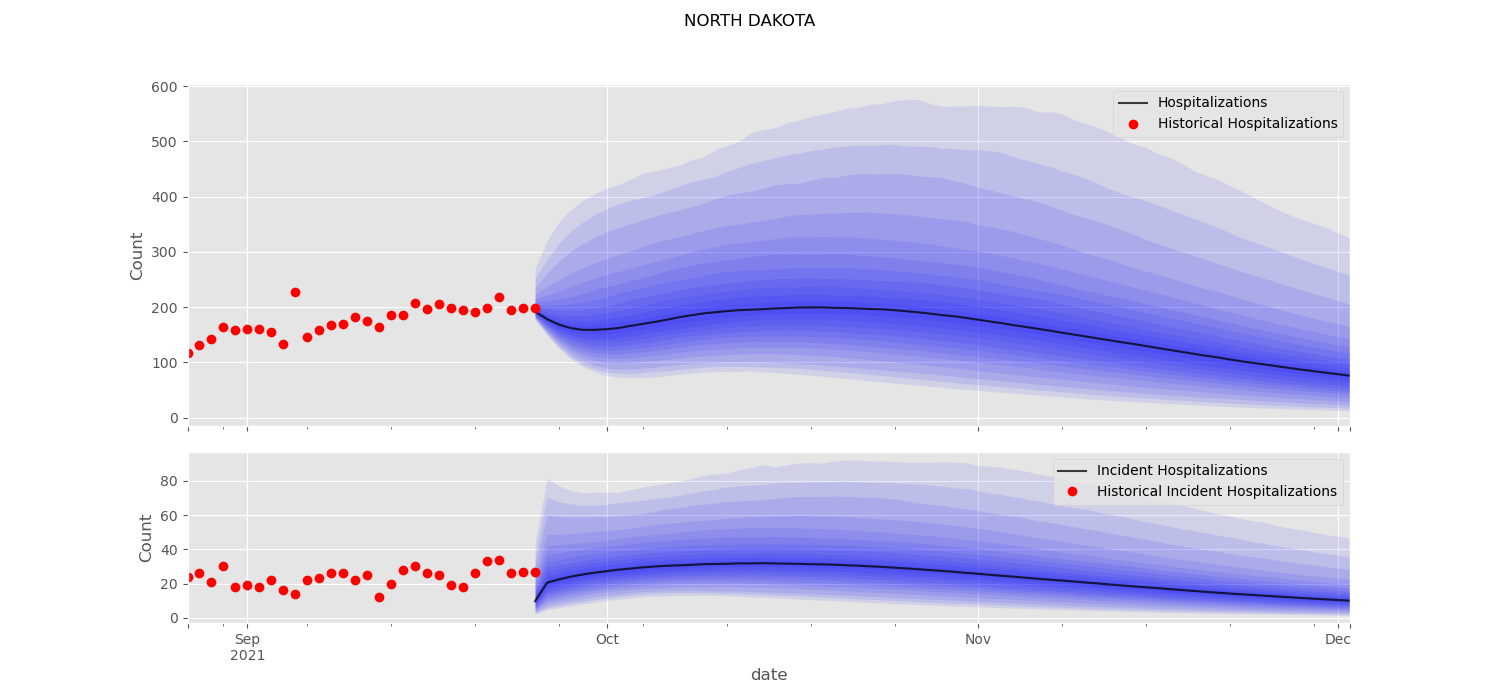 NORTH DAKOTA
600
500
400
300
200
100
0
Count
Hospitalizations
Historical Hospitalizations
80
60
40
20
0
Count
Incident Hospitalizations
Historical Incident Hospitalizations
Sep
2021
Oct
Nov
Dec
date